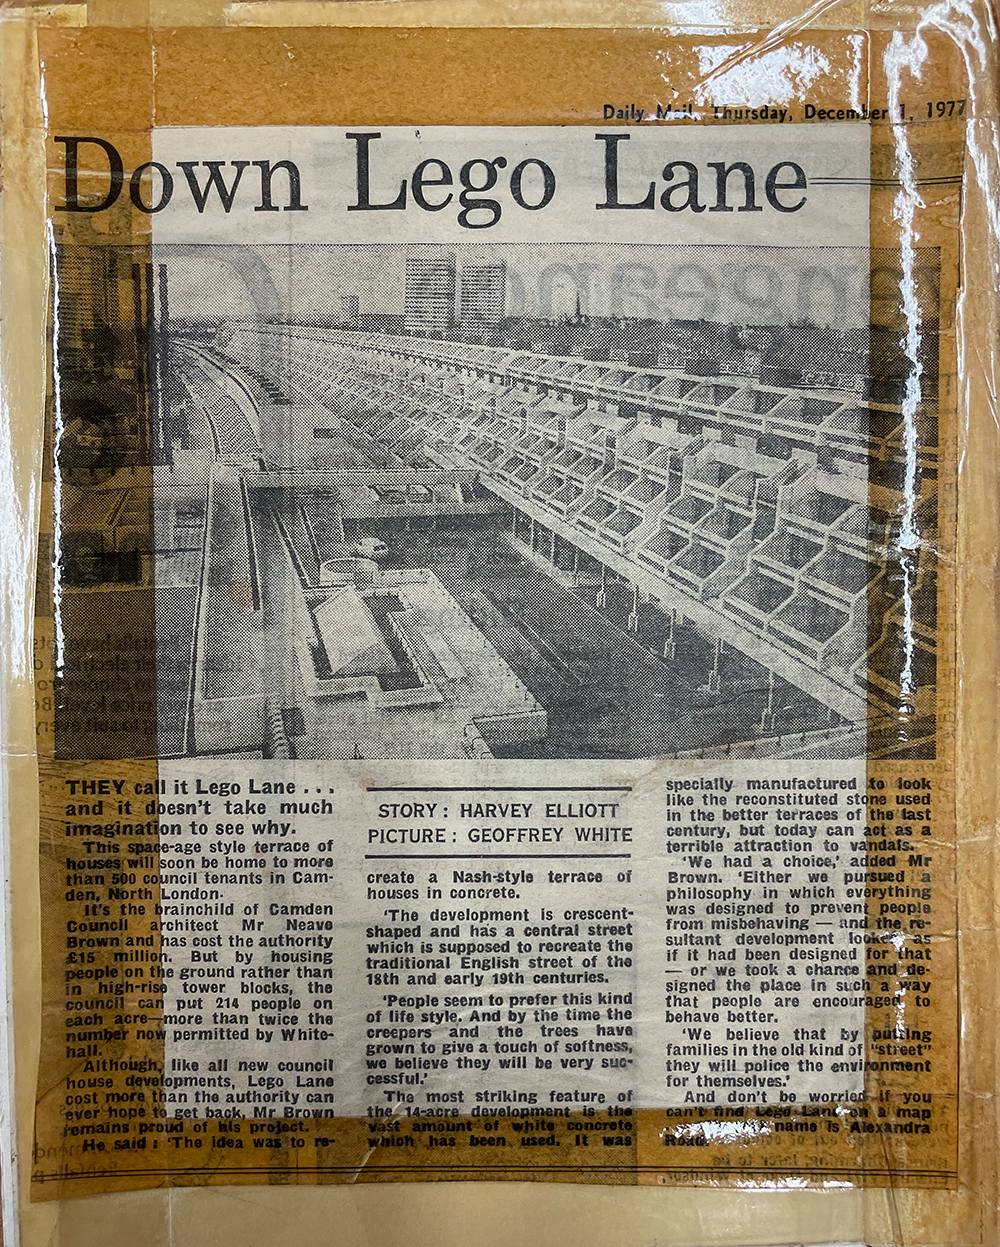 Daily Mail, Thursday, December 1, 1977
Down Lego Lane
THEY call it Lego Lane . . .
and it doesn't take much
imagination to see why.
This space-age style terrace of
houses will soon be home to more
than 500 council tenants in Cam-
den, North London.
It's the brainchild of Camden
Council architect Mr Neave
Brown and has cost the authority
£15 million. But by housing
people on the ground rather than
in high-rise tower blocks, the
council can put 214 people on
each acre—more than twice the
number now permitted by White-
hall.
Although, like all new council
house developments, Lego Lane
cost more than the authority can
ever hope to get back, Mr Brown
remains proud of his project.
He said : 'The idea was to re-
STORY : HARVEY ELLIOTT
PICTURE : GEOFFREY WHITE
create a Nash-style terrace of
houses in concrete.
'The development is crescent-
shaped and has a central street
which is supposed to recreate the
traditional English street of the
18th and early 19th centuries.
'People seem to prefer this kind
of life style. And by the time the
creepers and the trees have
grown to give a touch of softness,
we believe they will be very suc-
cessful.'
The most striking feature of
the 14-acre development is the
vast amount of white concrete
which has been used. It was
specially manufactured to look
like the reconstituted stone used
in the better terraces of the last
century, but today can act as a
terrible attraction to vandals.
'We had a choice,' added Mr
Brown. 'Either we pursued a
philosophy in which everything
was designed to prevent people
from misbehaving — and the re-
sultant development looked as
if it had been designed for that
— or we took a chance and de-
signed the place in such a way
that people are encouraged to
behave better.
'We believe that by putting
families in the old kind of "street"
they will police the environment
for themselves.'
And don't be worried if you
can't find Lego Lane on a map
name is Alexandra
Road.